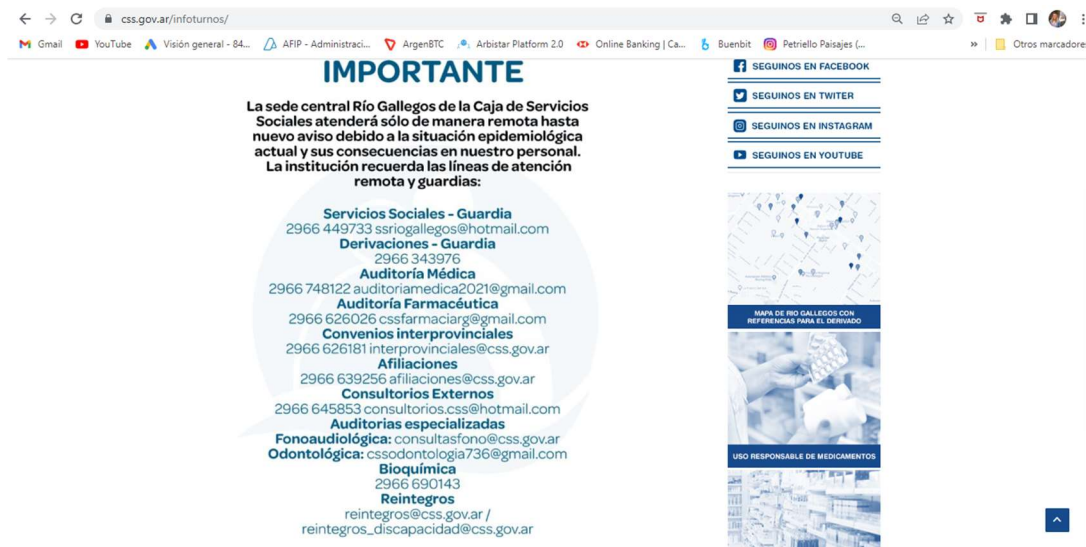 css.gov.ar/infoturnos/
Gmail
YouTube
Visión general - 84...
AFIP - Administraci...
ArgenBTC
Arbistar Platform 2.0
Online Banking | Ca...
Buenbit
Petriello Paisajes (...
»
Otros marcadores
IMPORTANTE
La sede central Río Gallegos de la Caja de Servicios
Sociales atenderá sólo de manera remota hasta
nuevo aviso debido a la situación epidemiológica
actual y sus consecuencias en nuestro personal.
La institución recuerda las líneas de atención
remota y guardias:
Servicios Sociales - Guardia
2966 449733 ssriogallegos@hotmail.com
Derivaciones - Guardia
2966 343976
Auditoría Médica
2966 748122 auditoriamedica2021@gmail.com
Auditoría Farmacéutica
2966 626026 cssfarmaciarg@gmail.com
Convenios interprovinciales
2966 626181 interprovinciales@css.gov.ar
Afiliaciones
2966 639256 afiliaciones@css.gov.ar
Consultorios Externos
2966 645853 consultorios.css@hotmail.com
Auditorias especializadas
Fonoaudiológica: consultasfono@css.gov.ar
Odontológica: cssodontologia736@gmail.com
Bioquímica
2966 690143
Reintegros
reintegros@css.gov.ar /
reintegros_discapacidad@css.gov.ar
SEGUINOS EN FACEBOOK
SEGUINOS EN TWITER
SEGUINOS EN INSTAGRAM
SEGUINOS EN YOUTUBE
MAPA DE RIO GALLEGOS CON
REFERENCIAS PARA EL DERIVADO
USO RESPONSABLE DE MEDICAMENTOS